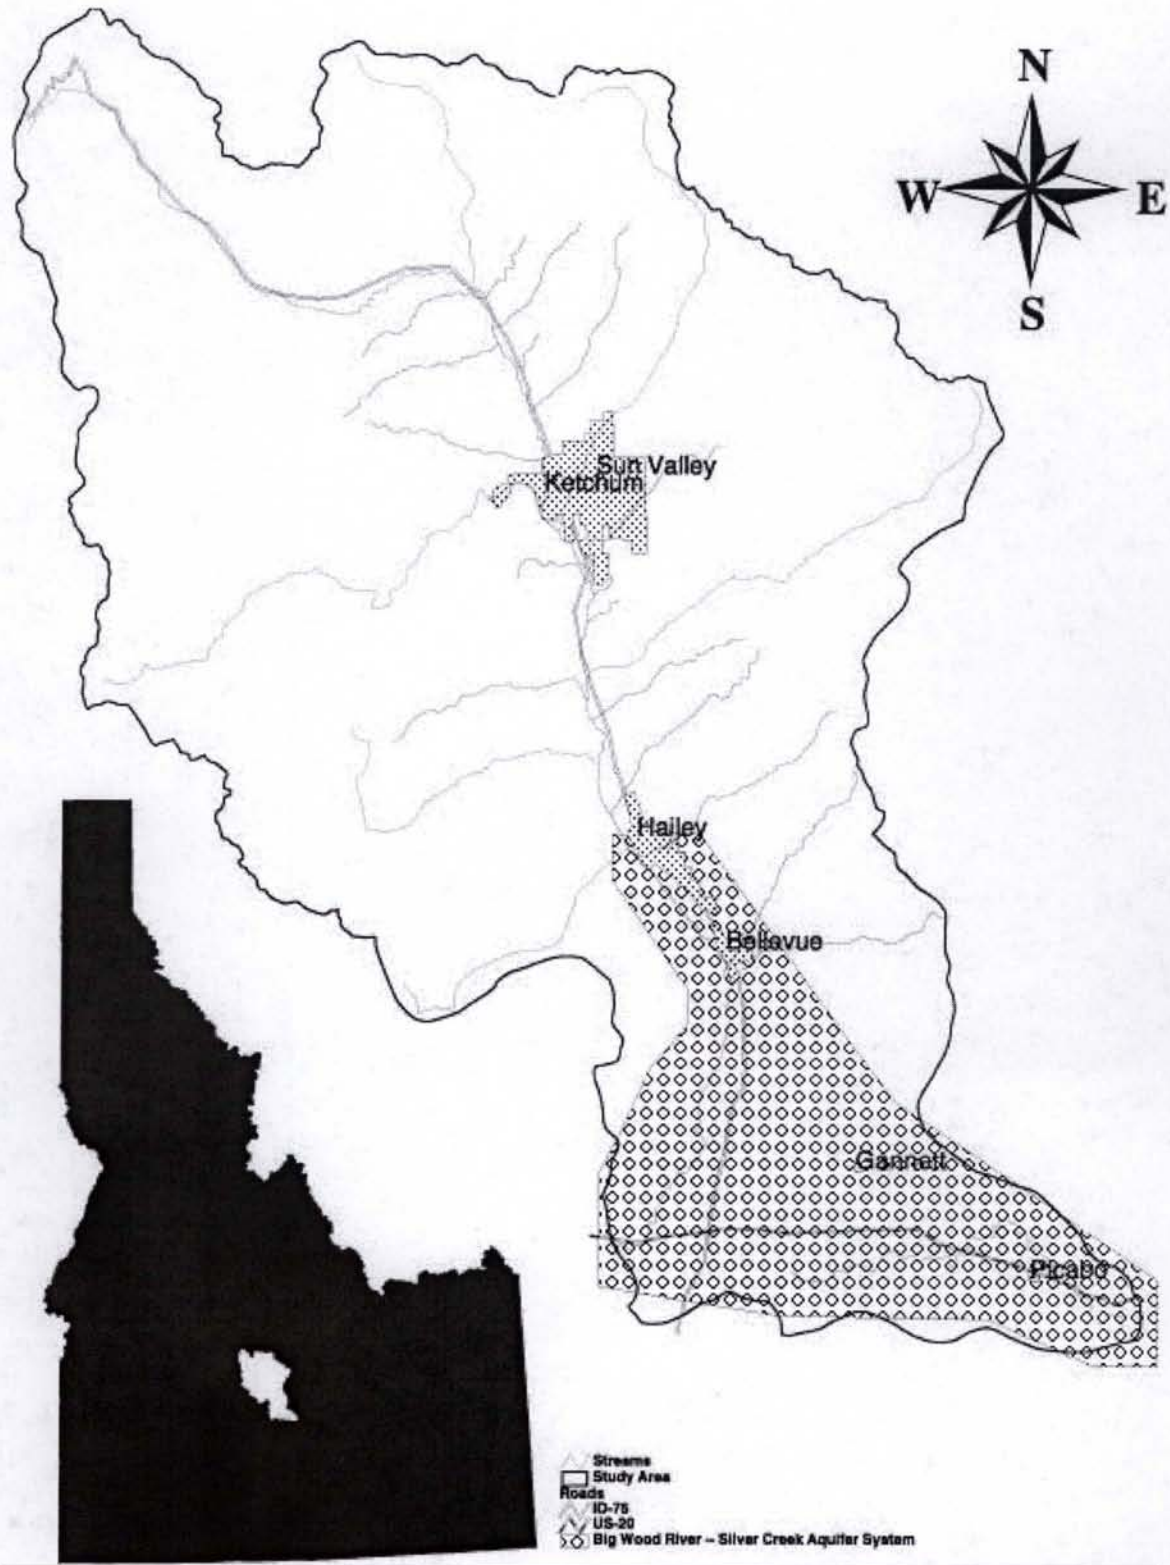 N
W E
S
Sun Valley
Ketchum
Hailey
Bellevue
Gannett
Picabo
Streams
Study Area
Roads
ID-75
US-20
Big Wood River -- Silver Creek Aquifer System